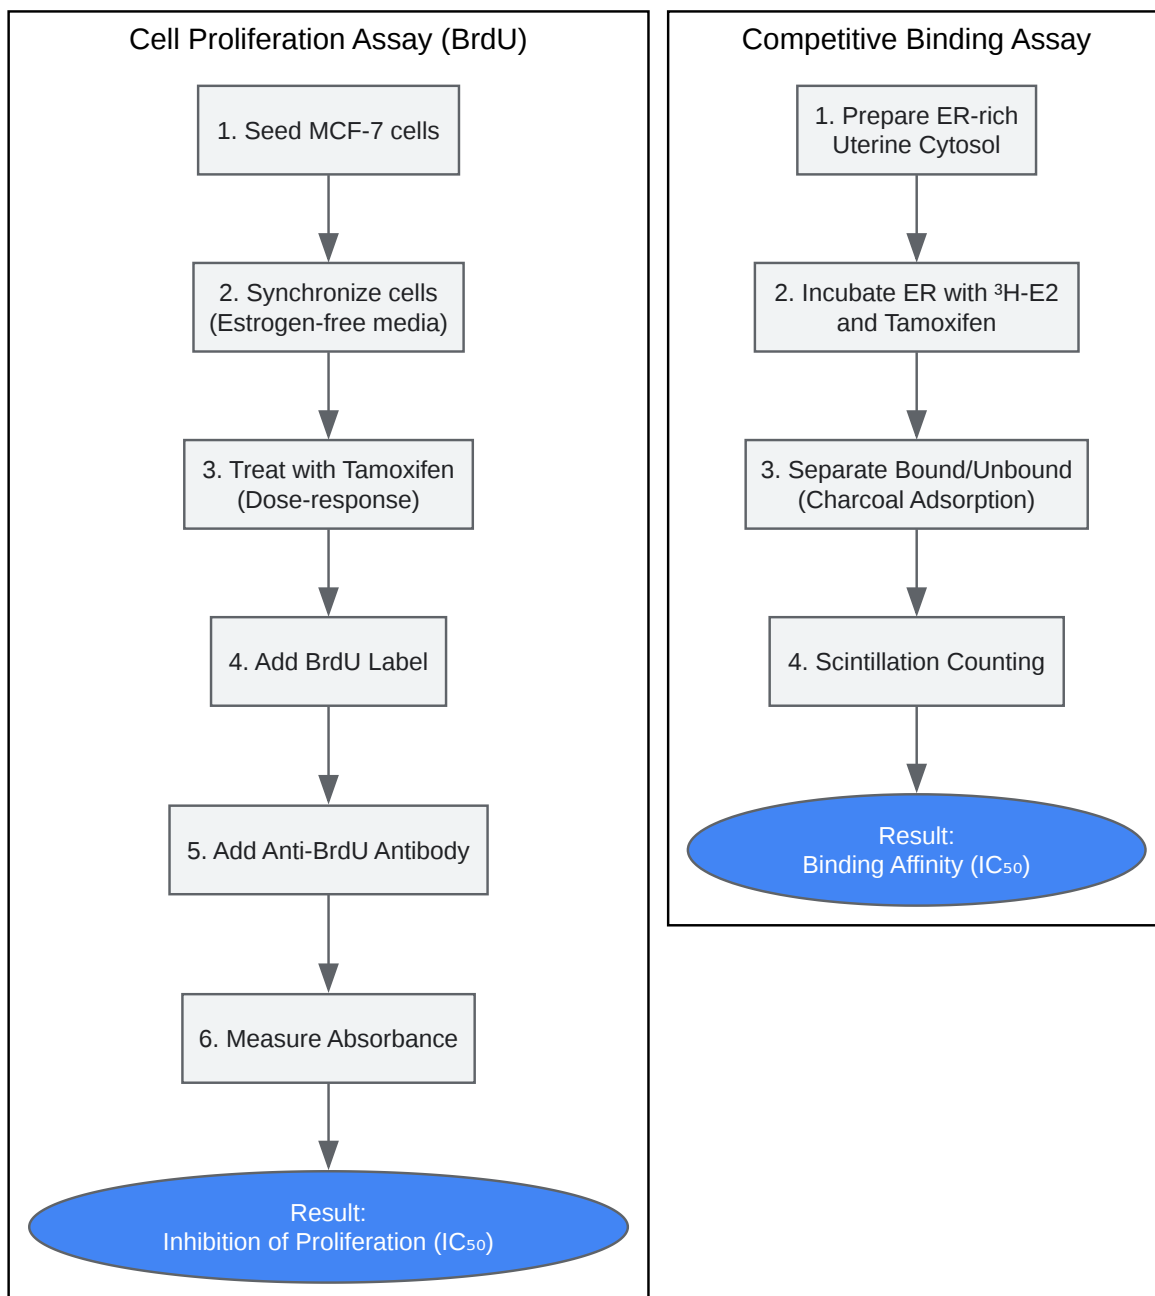 Cell Proliferation Assay (BrdU)
1. Seed MCF-7 cells
2. Synchronize cells
(Estrogen-free media)
3. Treat with Tamoxifen
(Dose-response)
4. Add BrdU Label
5. Add Anti-BrdU Antibody
6. Measure Absorbance
Result:
Inhibition of Proliferation (IC₅₀)
Competitive Binding Assay
1. Prepare ER-rich
Uterine Cytosol
2. Incubate ER with ³H-E2
and Tamoxifen
3. Separate Bound/Unbound
(Charcoal Adsorption)
4. Scintillation Counting
Result:
Binding Affinity (IC₅₀)